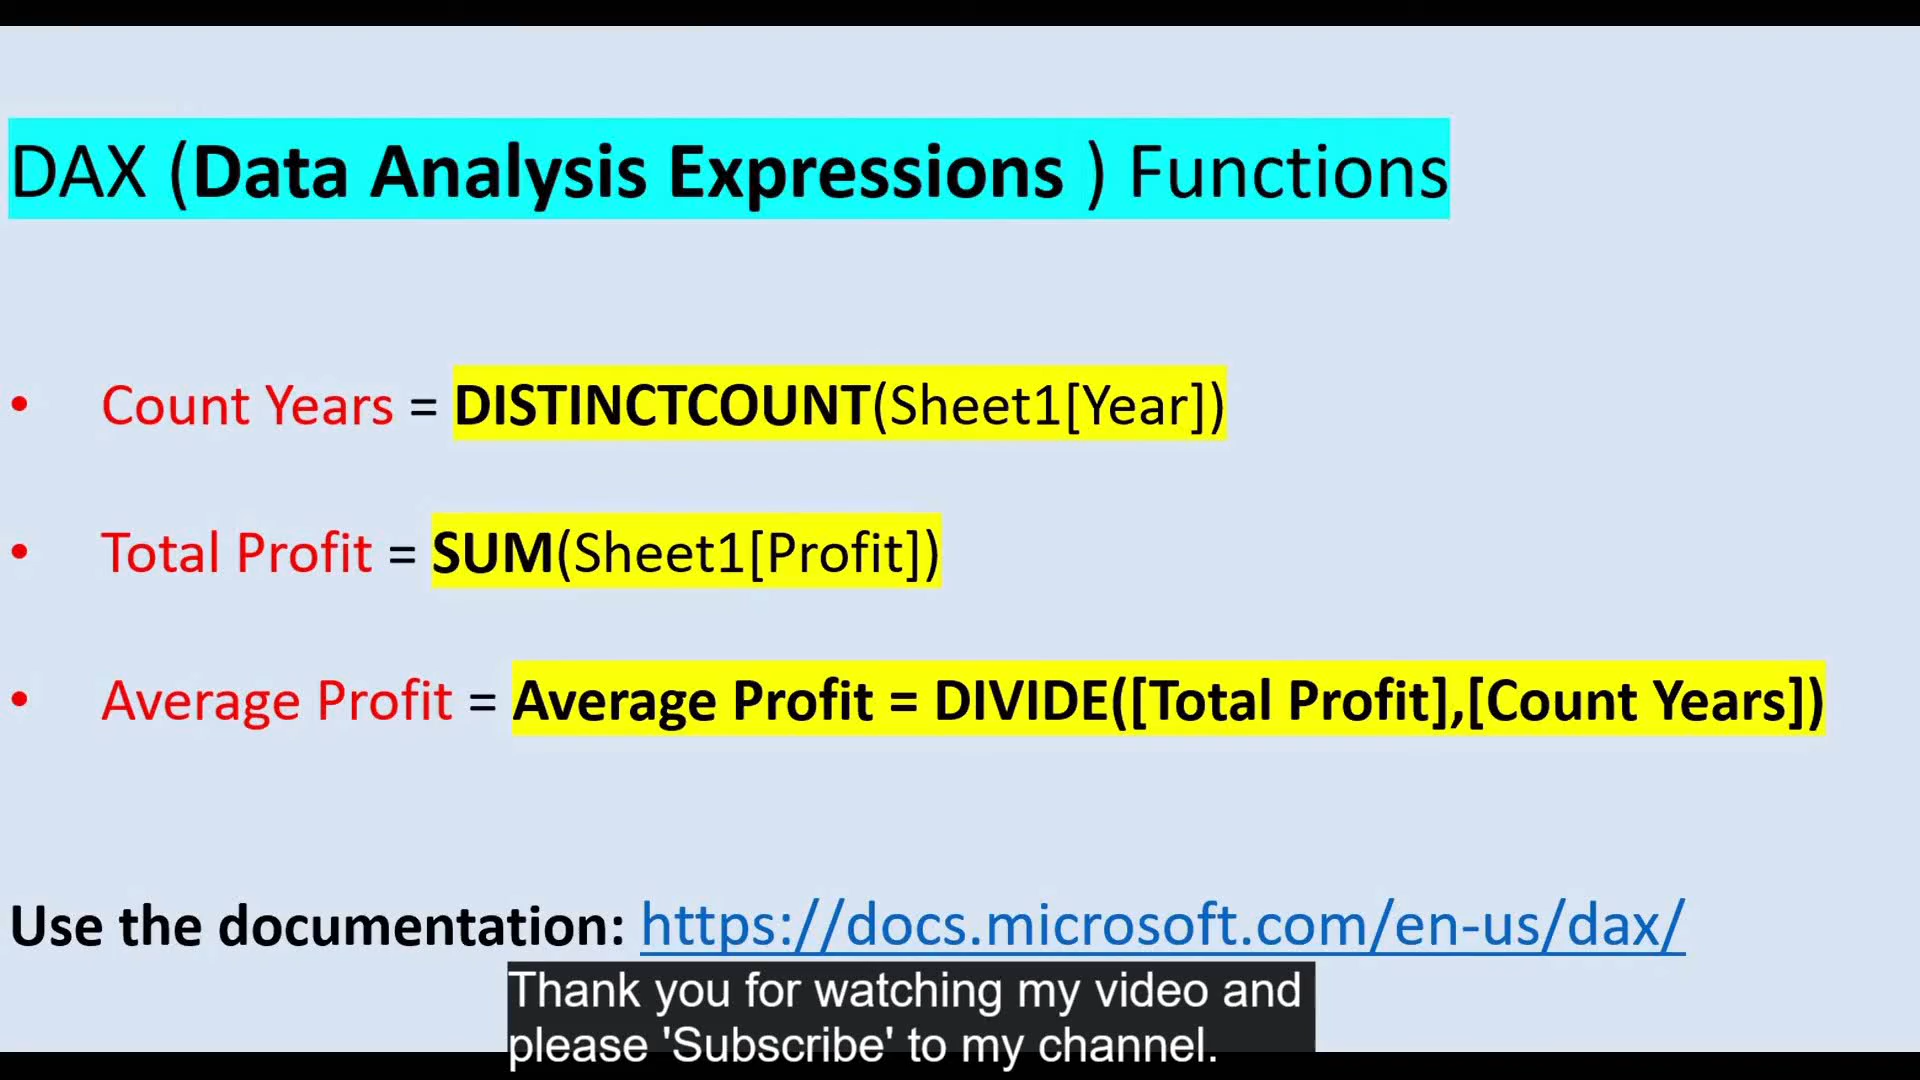 DAX (Data Analysis Expressions ) Functions
• Count Years = DISTINCTCOUNT(Sheet1[Year])
• Total Profit = SUM(Sheet1[Profit])
• Average Profit = Average Profit = DIVIDE([Total Profit],[Count Years])
Use the documentation: https://docs.microsoft.com/en-us/dax/
Thank you for watching my video and
please 'Subscribe' to my channel.